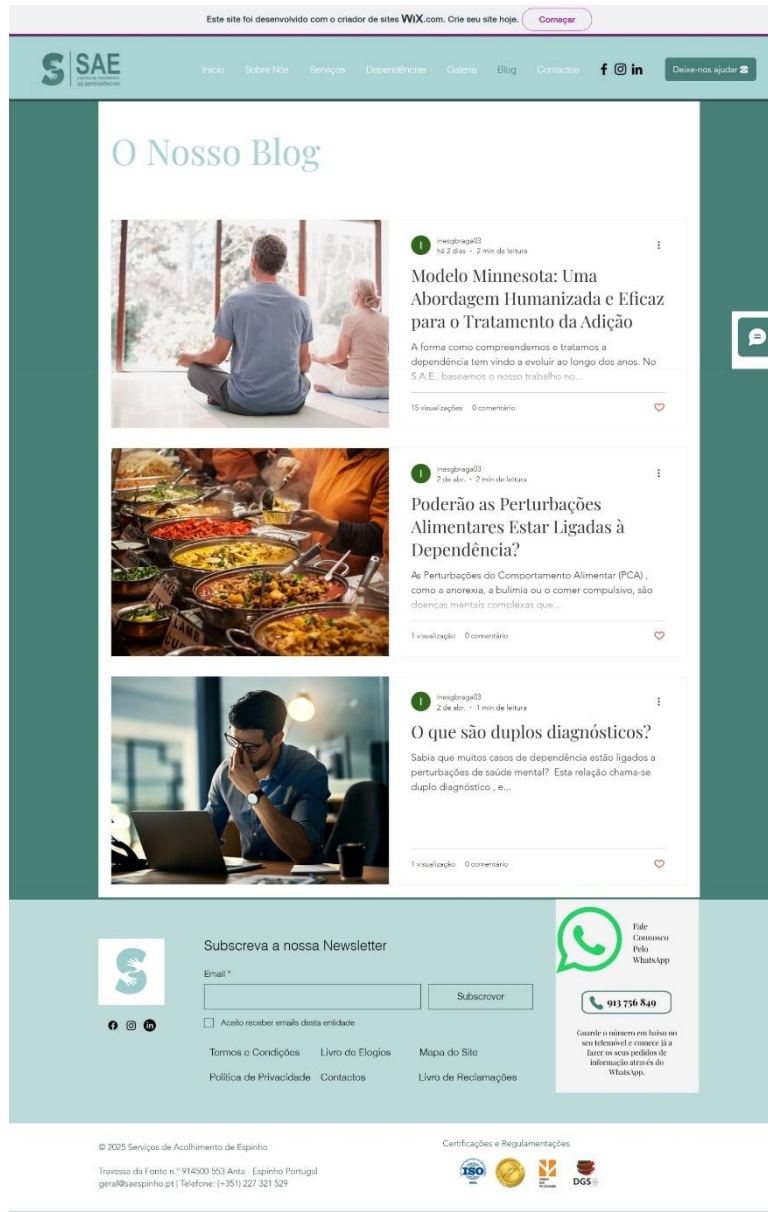 Este site foi desenvolvido com o criador de sites WiX.com. Crie seu site hoje. Começar
SAE
CENTRO DE TRATAMENTO
DE DEPENDÊNCIAS
Início Sobre Nós Serviços Dependências Galeria Blog Contactos
Deixe-nos ajudar
O Nosso Blog
inesgbraga03
há 2 dias • 2 min de leitura
Modelo Minnesota: Uma
Abordagem Humanizada e Eficaz
para o Tratamento da Adição
A forma como compreendemos e tratamos a
dependência tem vindo a evoluir ao longo dos anos. No
S.A.E., baseamos o nosso trabalho no...
15 visualizações 0 comentário
inesgbraga03
2 de abr. • 2 min de leitura
Poderão as Perturbações
Alimentares Estar Ligadas à
Dependência?
As Perturbações do Comportamento Alimentar (PCA) ,
como a anorexia, a bulimia ou o comer compulsivo, são
doenças mentais complexas que...
1 visualização 0 comentário
LAMB
inesgbraga03
2 de abr. • 1 min de leitura
O que são duplos diagnósticos?
Sabia que muitos casos de dependência estão ligados a
perturbações de saúde mental? Esta relação chama-se
duplo diagnóstico , e...
1 visualização 0 comentário
Subscreva a nossa Newsletter
Email *
Subscrever
Aceito receber emails desta entidade
Termos e Condições Livro de Elogios Mapa do Site
Política de Privacidade Contactos Livro de Reclamações
Fale
Connosco
Pelo
WhatsApp
913 756 849
Guarde o número em baixo no
seu telemóvel e comece já a
fazer os seus pedidos de
informação através do
WhatsApp.
© 2025 Serviços de Acolhimento de Espinho
Travessa da Fonte n.º 914500 553 Anta - Espinho Portugal
geral@saespinho.pt | Telefone: (+351) 227 321 529
Certificações e Regulamentações
ISO
DGS